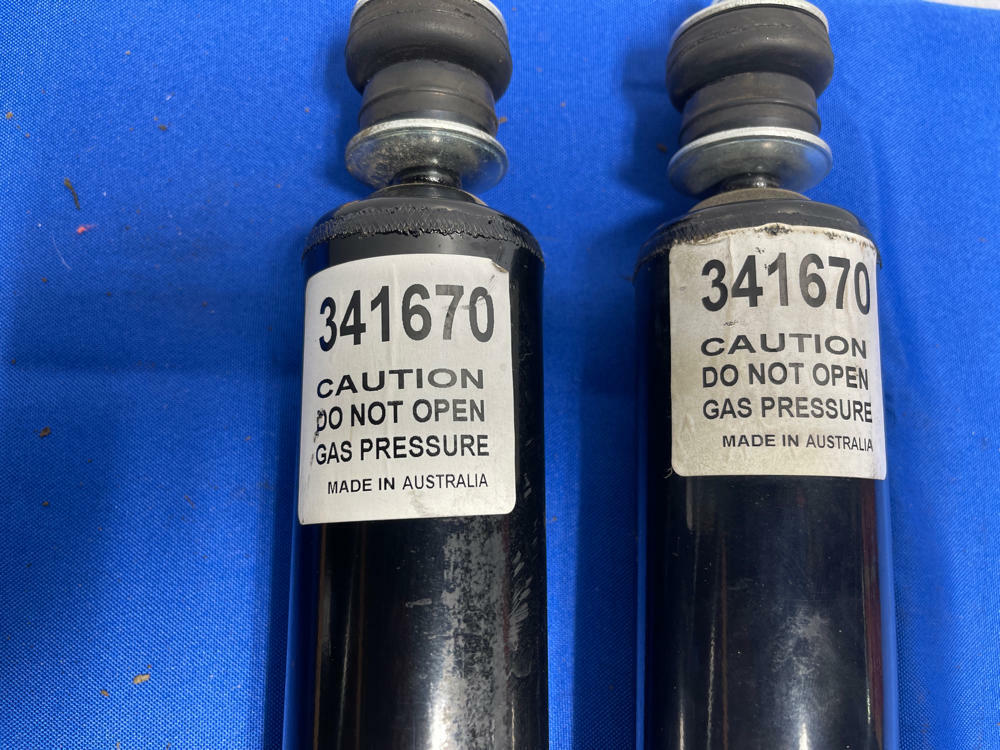 341670
CAUTION
DO NOT OPEN
GAS PRESSURE
MADE IN AUSTRALIA
341670
CAUTION
DO NOT OPEN
GAS PRESSURE
MADE IN AUSTRALIA